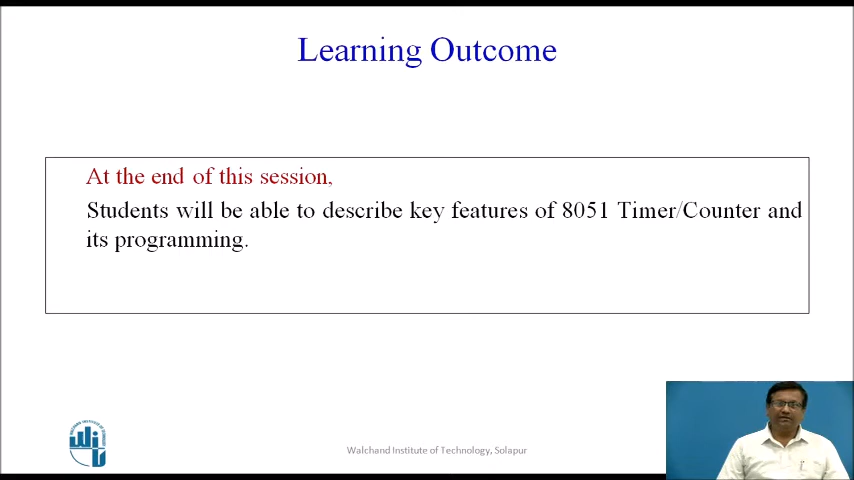 Learning Outcome
At the end of this session,
Students will be able to describe key features of 8051 Timer/Counter and
its programming.
Walchand Institute of Technology, Solapur